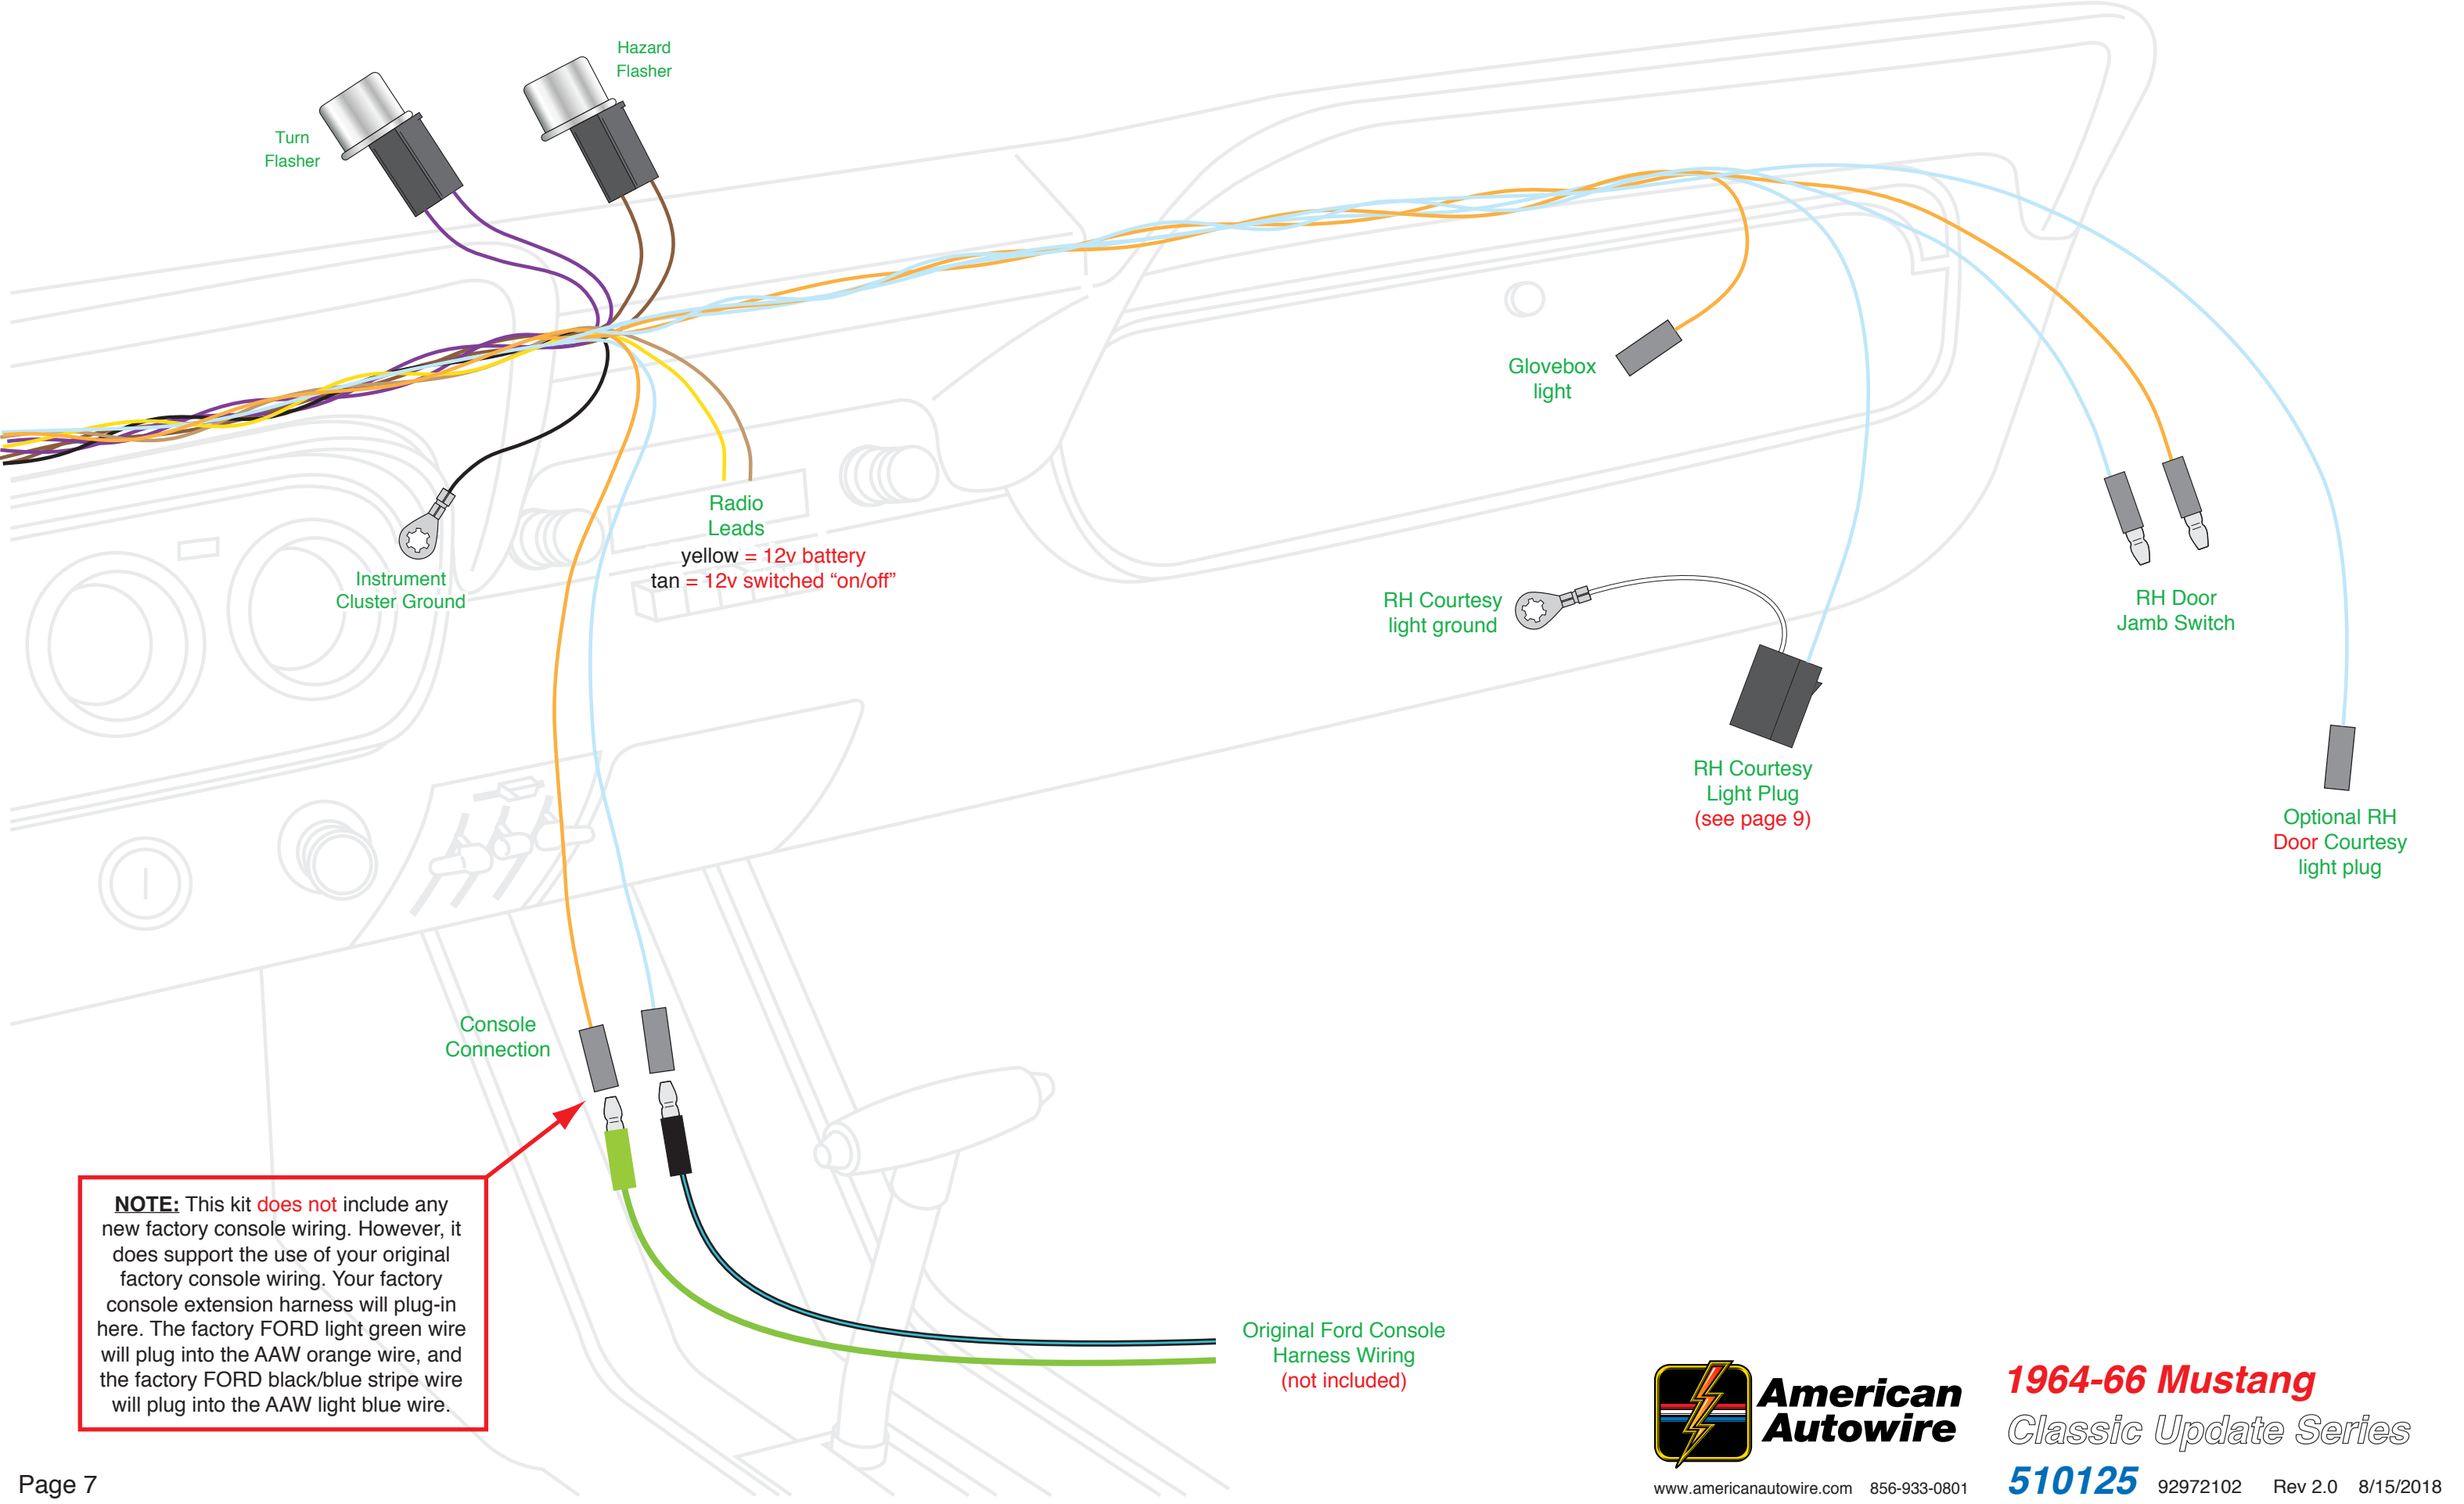 Hazard
Flasher
Turn
Flasher
Glovebox
light
Radio
Leads
yellow = 12v battery
tan = 12v switched “on/off”
Instrument
Cluster Ground
RH Courtesy
light ground
RH Door
Jamb Switch
RH Courtesy
Light Plug
(see page 9)
Optional RH
Door Courtesy
light plug
Console
Connection
NOTE: This kit does not include any
new factory console wiring. However, it
does support the use of your original
factory console wiring. Your factory
console extension harness will plug-in
here. The factory FORD light green wire
will plug into the AAW orange wire, and
the factory FORD black/blue stripe wire
will plug into the AAW light blue wire.
Original Ford Console
Harness Wiring
(not included)
American
Autowire
www.americanautowire.com 856-933-0801
1964-66 Mustang
Classic Update Series
510125 92972102 Rev 2.0 8/15/2018
Page 7